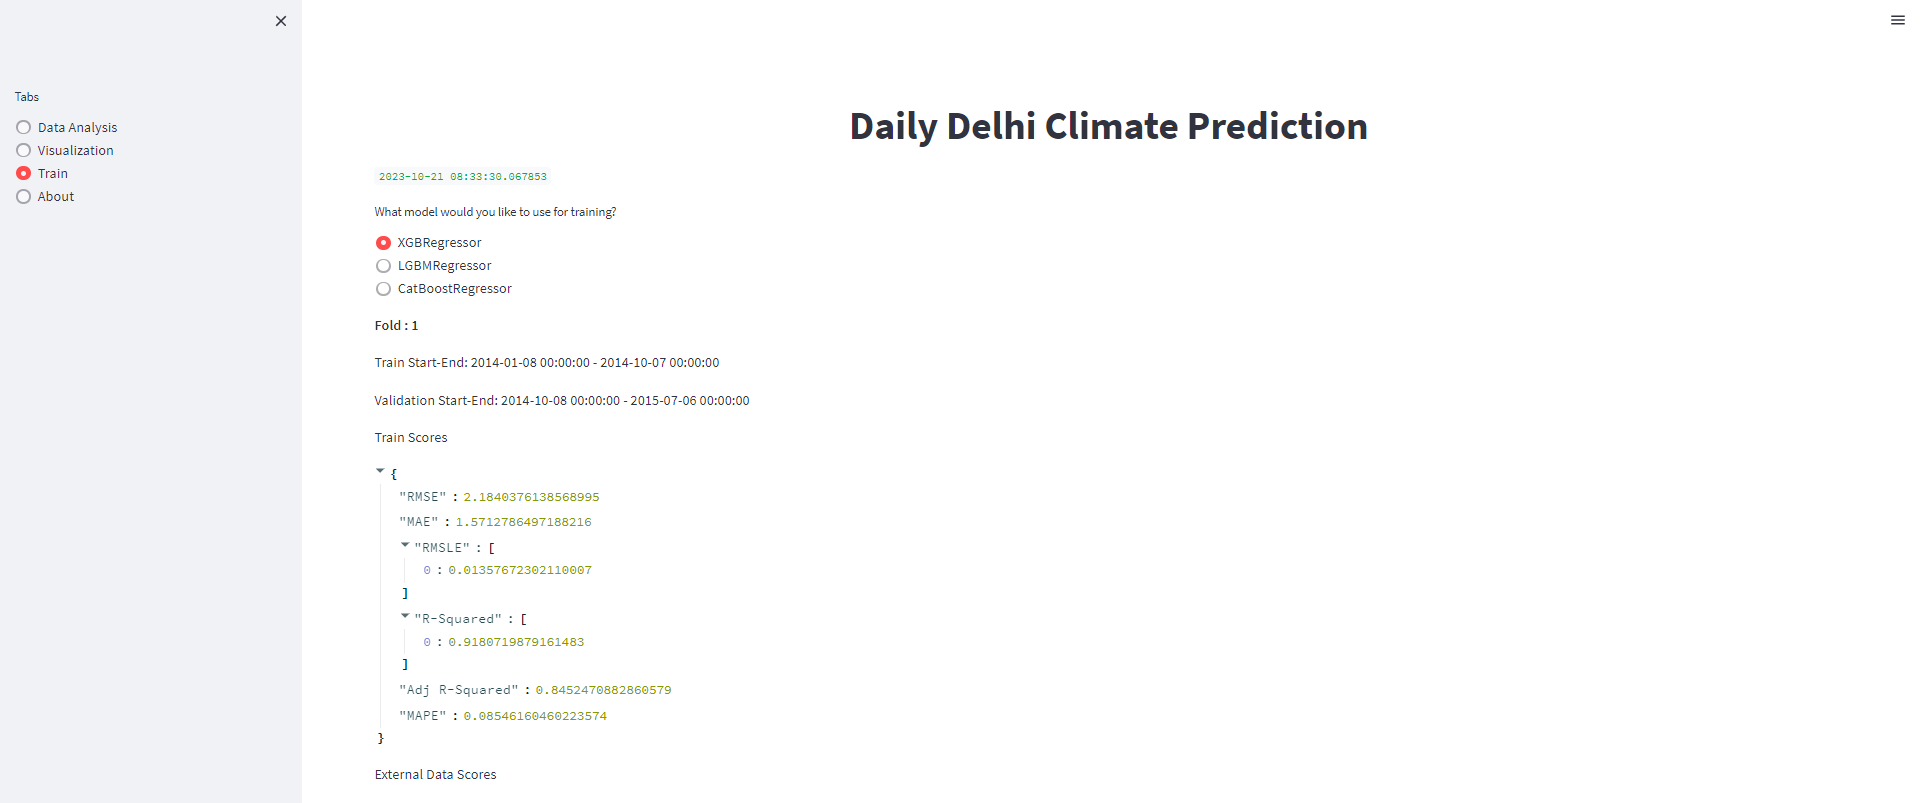 Tabs
Data Analysis
Visualization
Train
About
Daily Delhi Climate Prediction
2023-10-21 08:33:30.067853
What model would you like to use for training?
XGBRegressor
LGBMRegressor
CatBoostRegressor
Fold : 1
Train Start-End: 2014-01-08 00:00:00 - 2014-10-07 00:00:00
Validation Start-End: 2014-10-08 00:00:00 - 2015-07-06 00:00:00
Train Scores
{
"RMSE" : 2.1840376138568995
"MAE" : 1.5712786497188216
"RMSLE" : [
0 : 0.01357672302110007
]
"R-Squared" : [
0 : 0.9180719879161483
]
"Adj R-Squared" : 0.8452470882860579
"MAPE" : 0.08546160460223574
}
External Data Scores